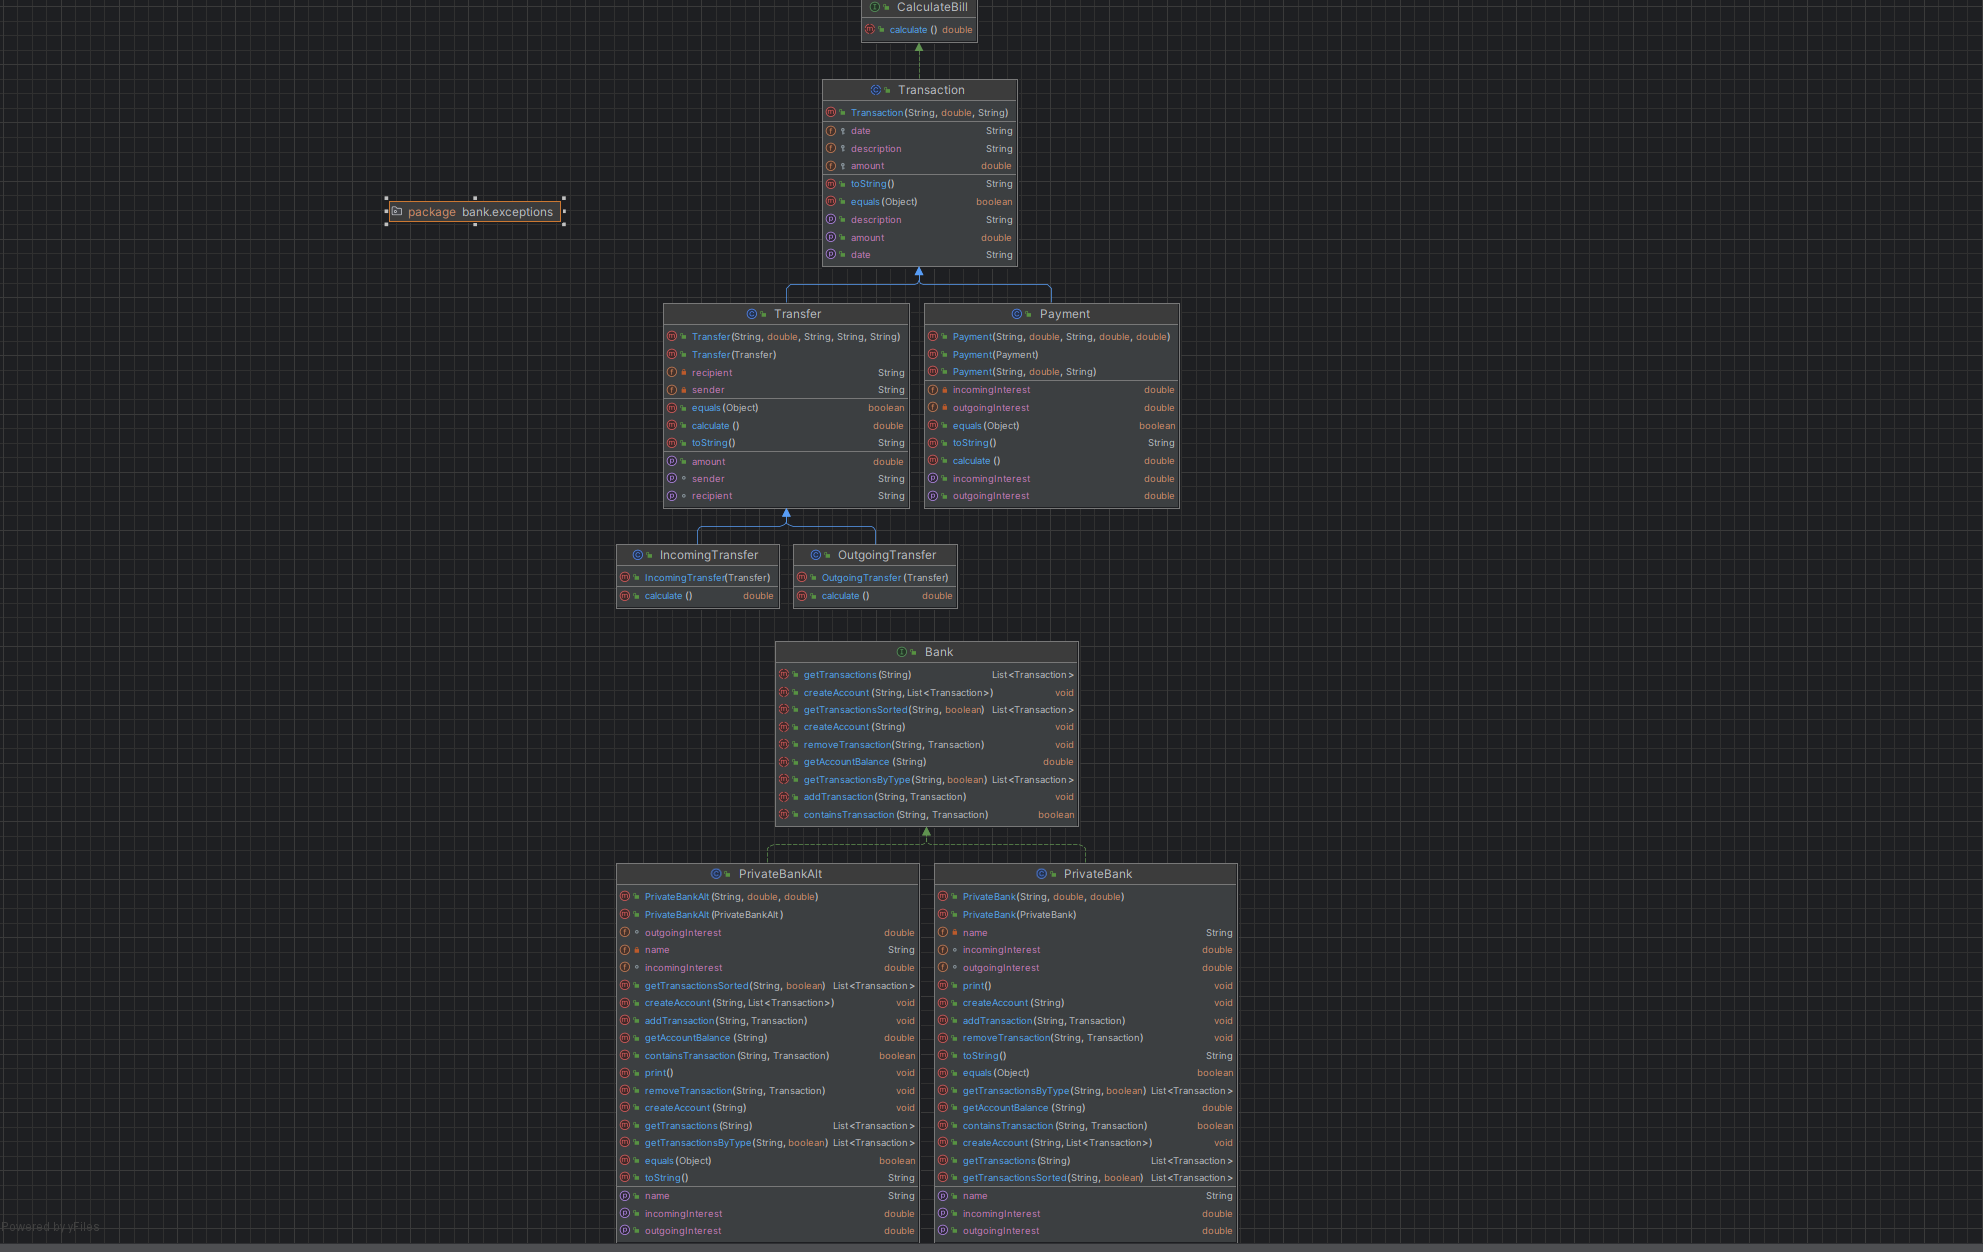 CalculateBill
calculate () double
Transaction
Transaction(String, double, String)
date String
description String
amount double
toString() String
equals(Object) boolean
description String
amount double
date String
package bank.exceptions
Transfer
Transfer(String, double, String, String, String)
Transfer(Transfer)
recipient String
sender String
equals(Object) boolean
calculate () double
toString() String
amount double
sender String
recipient String
Payment
Payment(String, double, String, double, double)
Payment(Payment)
Payment(String, double, String)
incomingInterest double
outgoingInterest double
equals(Object) boolean
toString() String
calculate () double
incomingInterest double
outgoingInterest double
IncomingTransfer
IncomingTransfer(Transfer)
calculate () double
OutgoingTransfer
OutgoingTransfer (Transfer)
calculate () double
Bank
getTransactions (String) List<Transaction>
createAccount (String, List<Transaction>) void
getTransactionsSorted(String, boolean) List<Transaction>
createAccount (String) void
removeTransaction(String, Transaction) void
getAccountBalance (String) double
getTransactionsByType(String, boolean) List<Transaction>
addTransaction(String, Transaction) void
containsTransaction (String, Transaction) boolean
PrivateBankAlt
PrivateBankAlt (String, double, double)
PrivateBankAlt (PrivateBankAlt )
outgoingInterest double
name String
incomingInterest double
getTransactionsSorted(String, boolean) List<Transaction>
createAccount (String, List<Transaction>) void
addTransaction(String, Transaction) void
getAccountBalance (String) double
containsTransaction (String, Transaction) boolean
print() void
removeTransaction(String, Transaction) void
createAccount (String) void
getTransactions (String) List<Transaction>
getTransactionsByType(String, boolean) List<Transaction>
equals(Object) boolean
toString() String
name String
incomingInterest double
outgoingInterest double
PrivateBank
PrivateBank(String, double, double)
PrivateBank(PrivateBank)
name String
incomingInterest double
outgoingInterest double
print() void
createAccount (String) void
addTransaction(String, Transaction) void
removeTransaction(String, Transaction) void
toString() String
equals(Object) boolean
getTransactionsByType(String, boolean) List<Transaction>
getAccountBalance (String) double
containsTransaction (String, Transaction) boolean
createAccount (String, List<Transaction>) void
getTransactions (String) List<Transaction>
getTransactionsSorted(String, boolean) List<Transaction>
name String
incomingInterest double
outgoingInterest double
Powered by yFiles